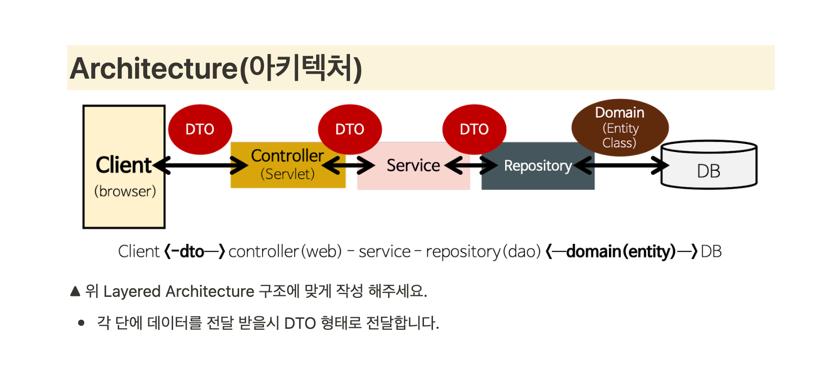 Architecture(아키텍처)
DTO
DTO
DTO
Domain
(Entity
Class)
Client
(browser)
Controller
(Servlet)
Service
Repository
DB
Client <-dto—> controller(web) - service - repository(dao) <—domain(entity)—> DB
▲ 위 Layered Architecture 구조에 맞게 작성 해주세요.
• 각 단에 데이터를 전달 받을시 DTO 형태로 전달합니다.